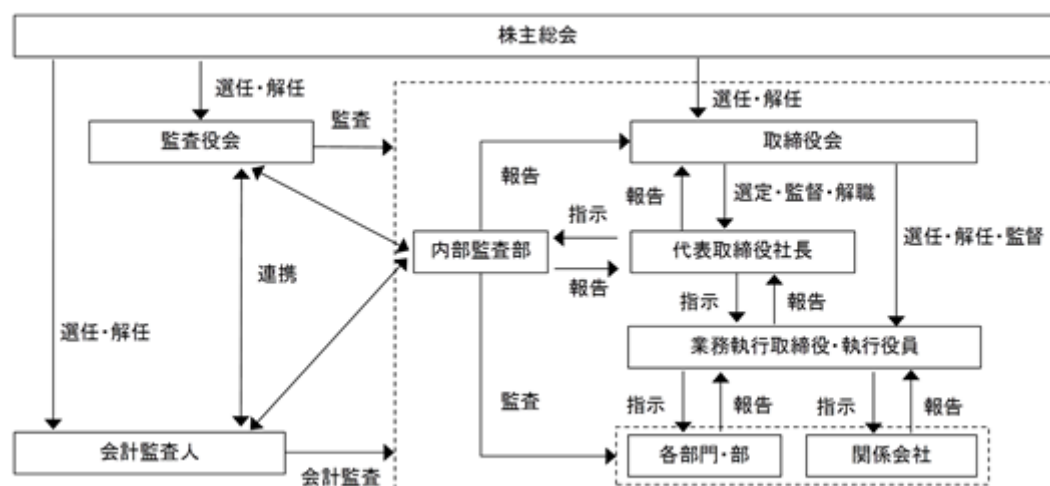 株主総会
選任・解任
選任・解任
監査
監査役会
取締役会
報告
報告
選定・監督・解職
指示
選任・解任・監督
内部監査部
代表取締役社長
連携
報告
指示
報告
選任・解任
業務執行取締役・執行役員
監査
指示
報告
指示
報告
会計監査人
各部門・部
関係会社
会計監査